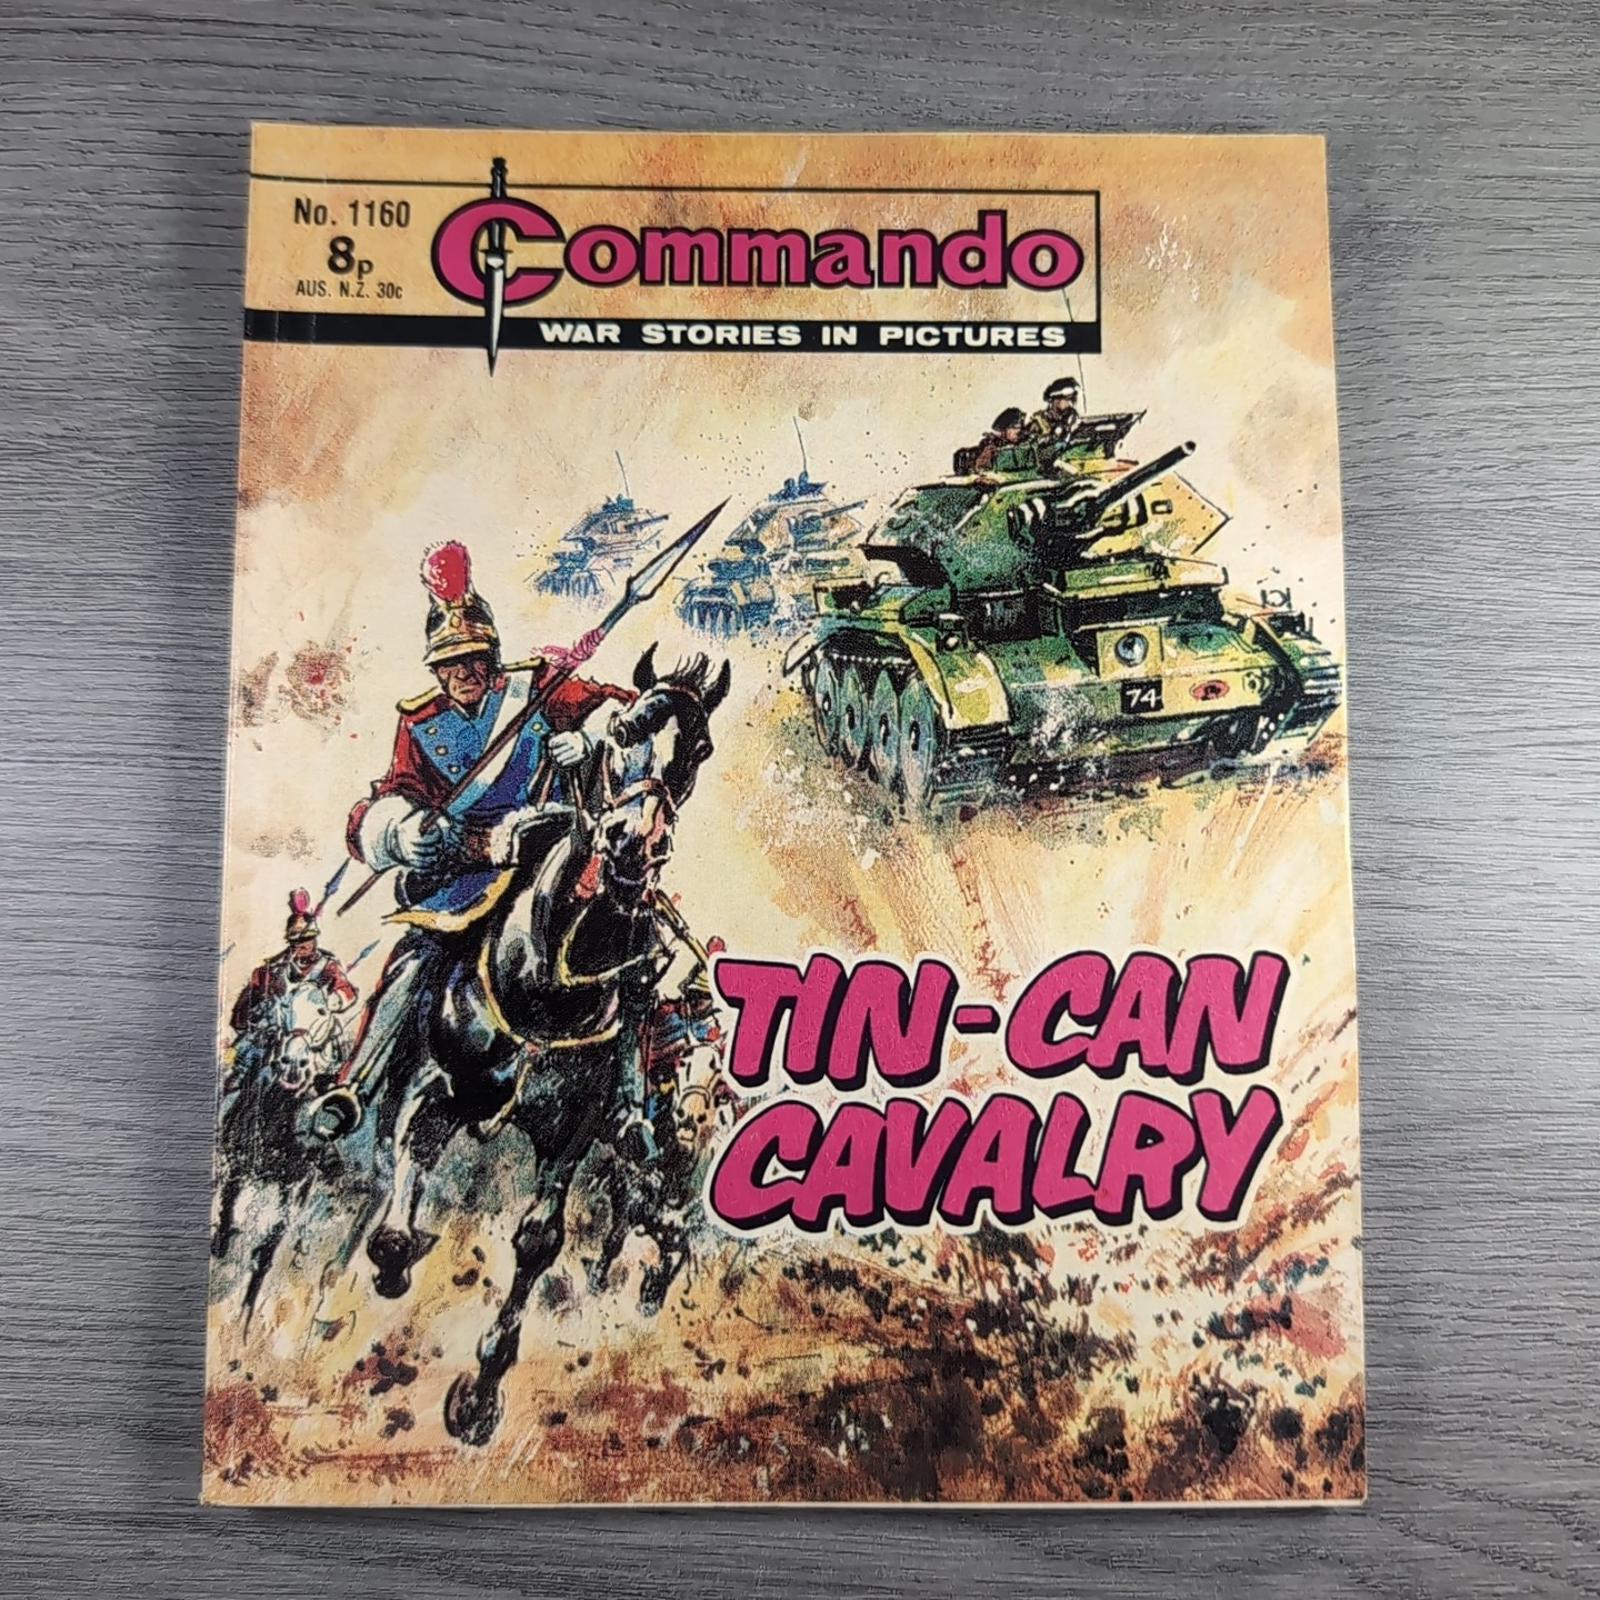 No. 1160
8p
AUS. N.Z. 30c
Commando
WAR STORIES IN PICTURES
74
TIN-CAN
CAVALRY